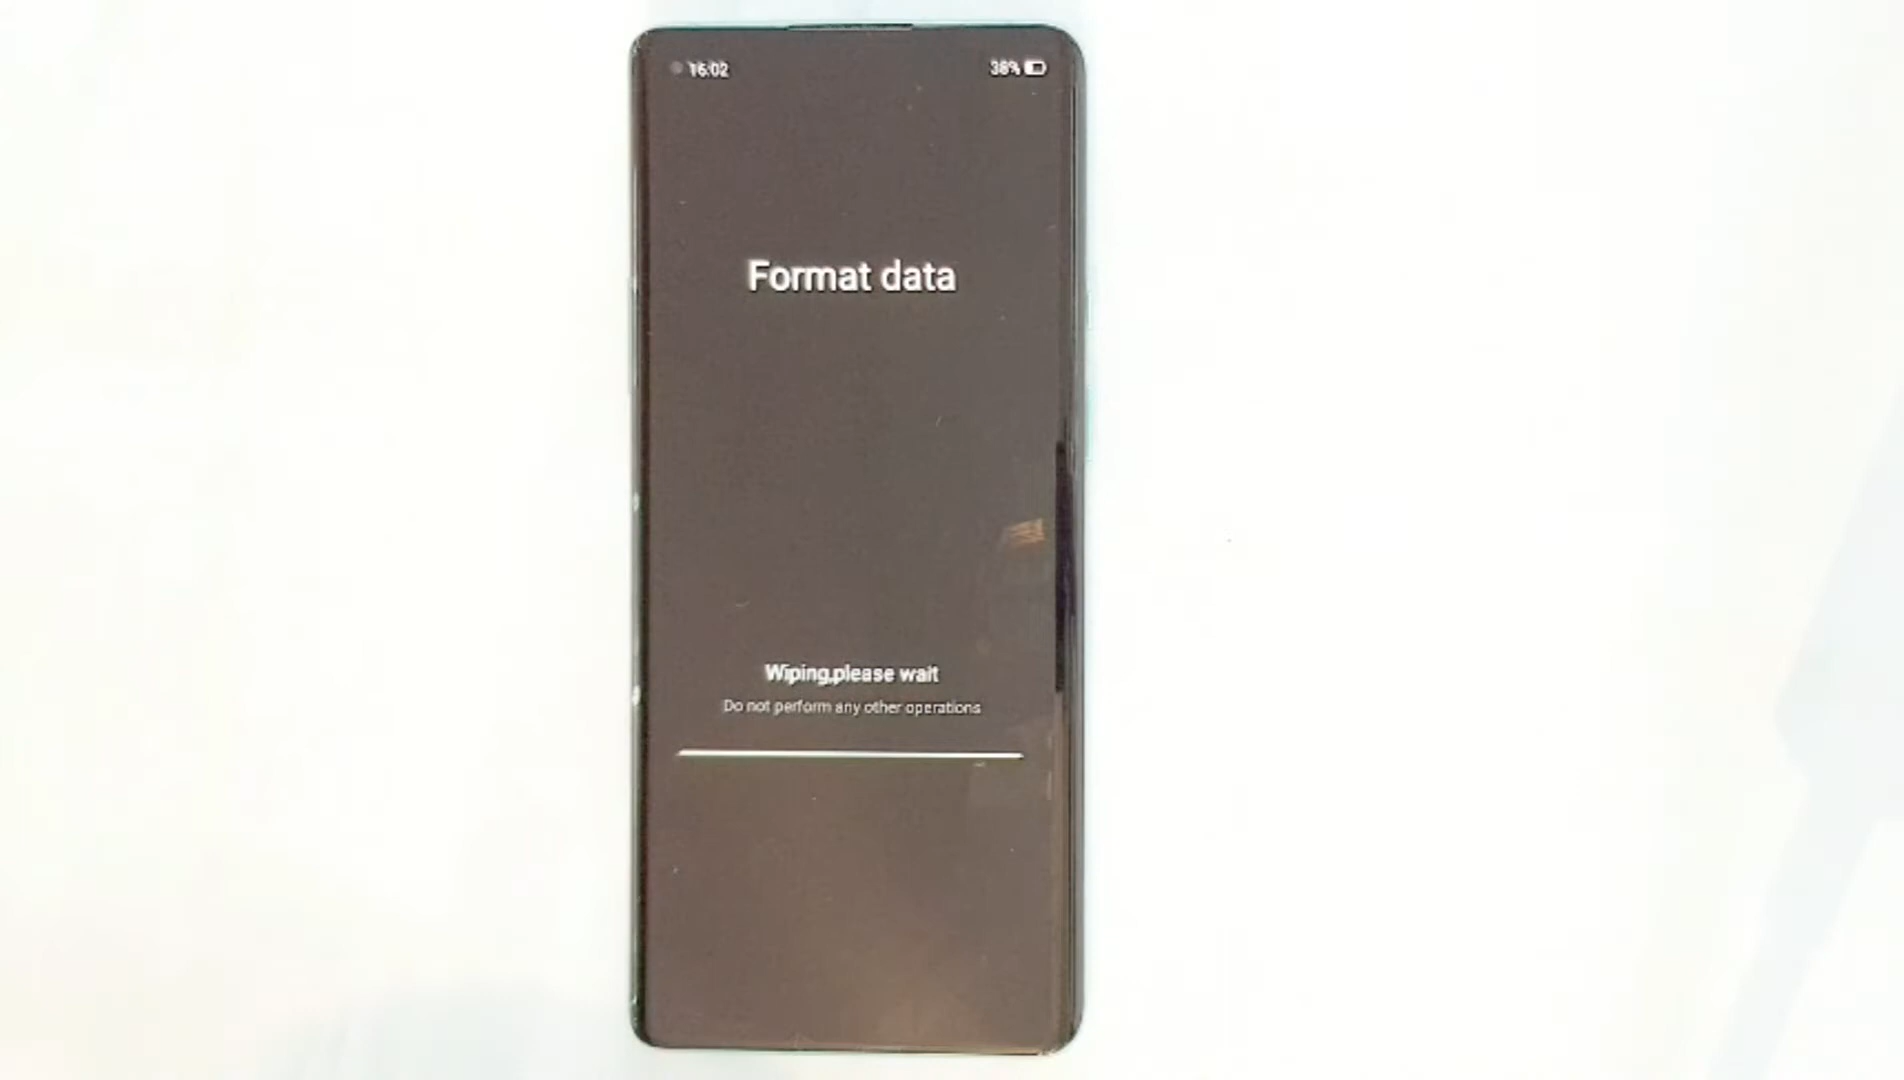 16:02
38%
Format data
Wiping,please wait
Do not perform any other operations